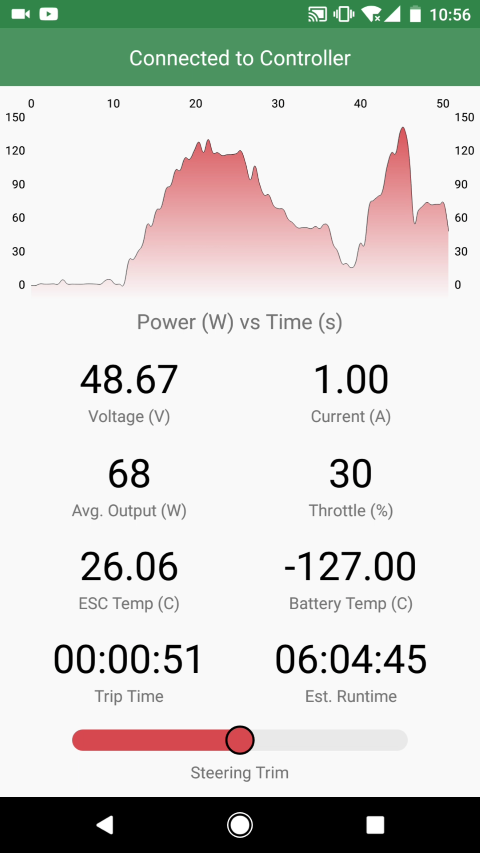 10:56
Connected to Controller
0 10 20 30 40 50
150 150
120 120
90 90
60 60
30 30
0 0
Power (W) vs Time (s)
48.67 1.00
Voltage (V) Current (A)
68 30
Avg. Output (W) Throttle (%)
26.06 -127.00
ESC Temp (C) Battery Temp (C)
00:00:51 06:04:45
Trip Time Est. Runtime
Steering Trim